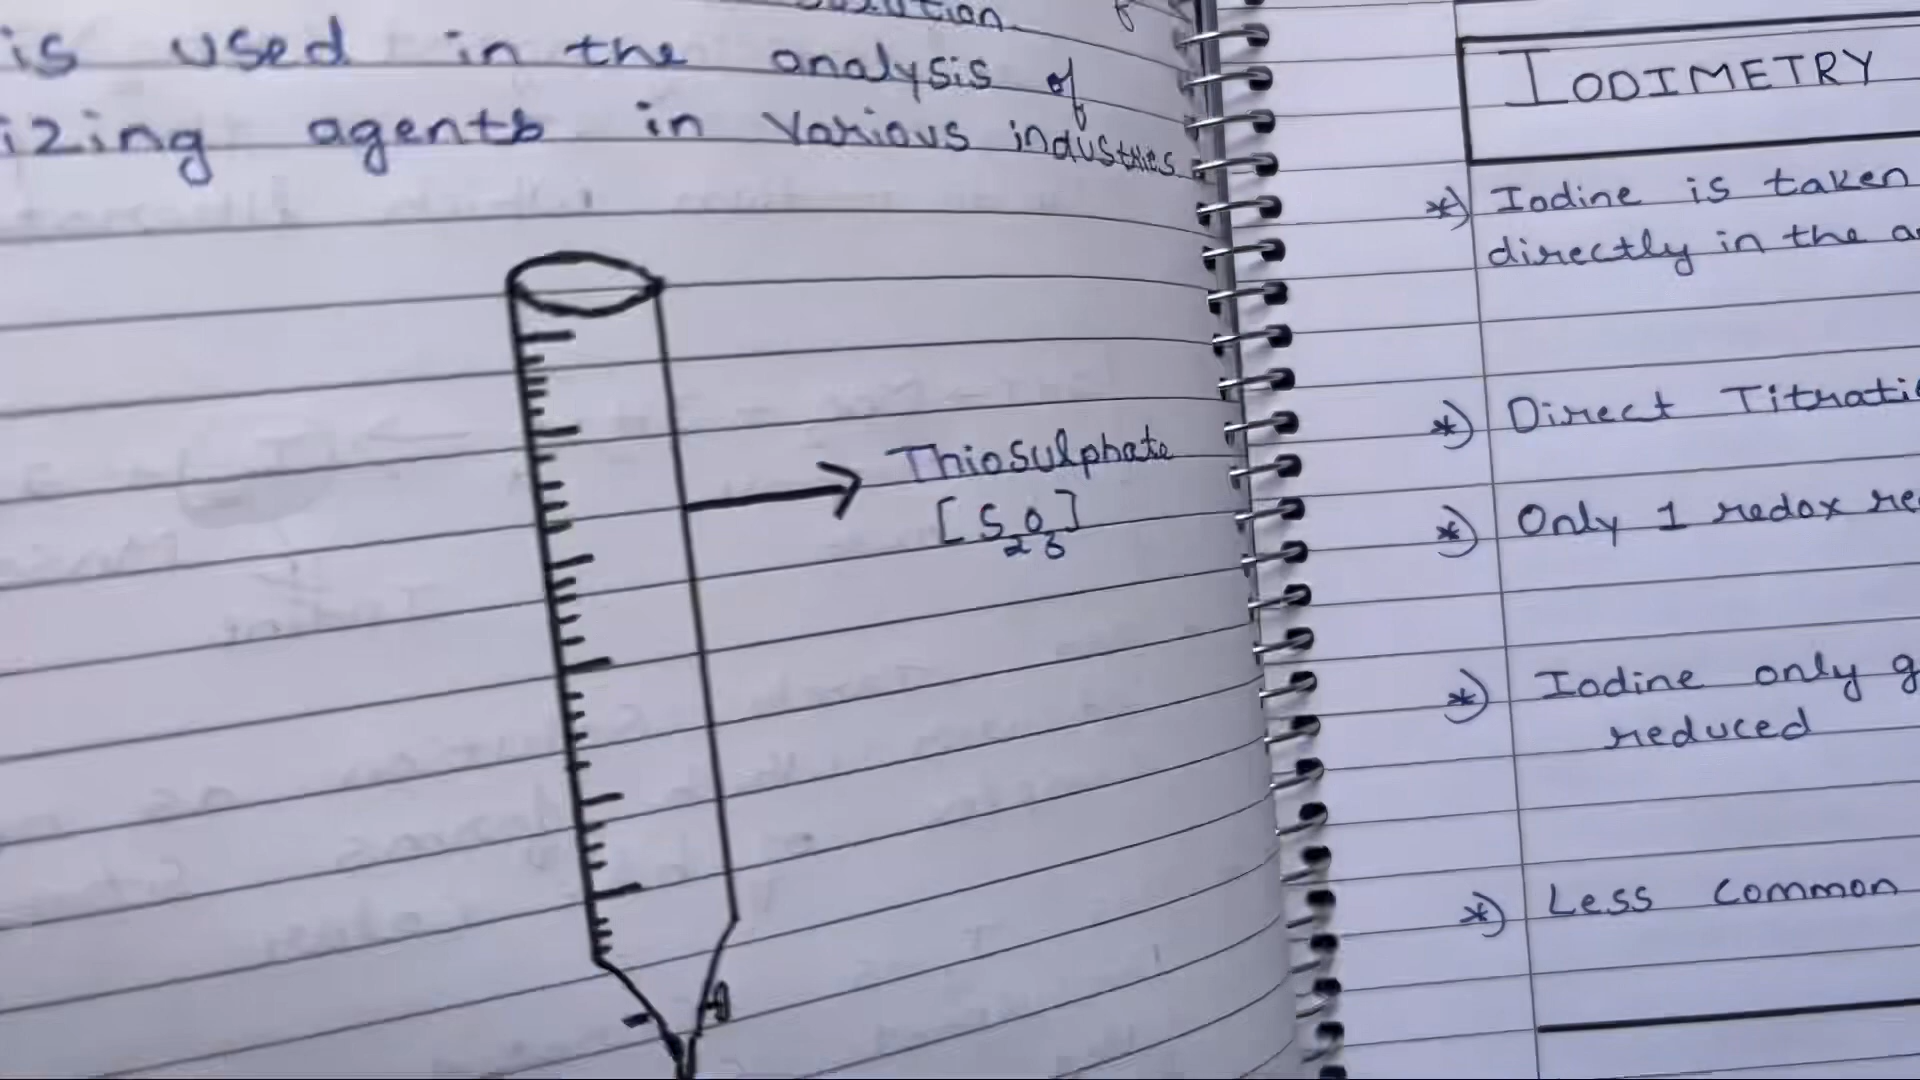 is used in the analysis of
izing agents in various industries
Thiosulphate
[S2O3]
IODIMETRY
*) Iodine is taken
directly in the
*) Direct Titrati
*) Only 1 redox re
*) Iodine only g
reduced
*) Less common